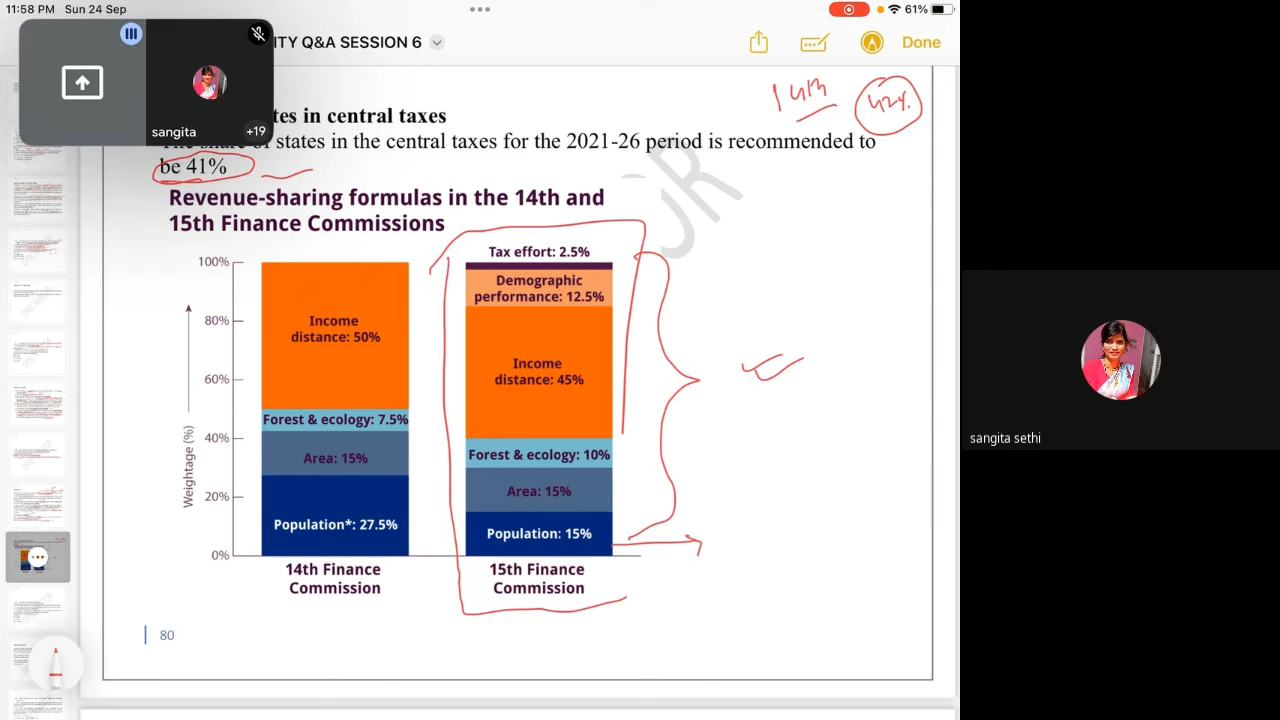 11:58 PM Sun 24 Sep
61%
ITY Q&A SESSION 6
Done
sangita
+19
14th 42%
tes in central taxes
The share of states in the central taxes for the 2021-26 period is recommended to
be 41%
Revenue-sharing formulas in the 14th and
15th Finance Commissions
Weightage (%)
100%
80%
60%
40%
20%
0%
Income
distance: 50%
Forest & ecology: 7.5%
Area: 15%
Population*: 27.5%
14th Finance
Commission
Tax effort: 2.5%
Demographic
performance: 12.5%
Income
distance: 45%
Forest & ecology: 10%
Area: 15%
Population: 15%
15th Finance
Commission
80
sangita sethi